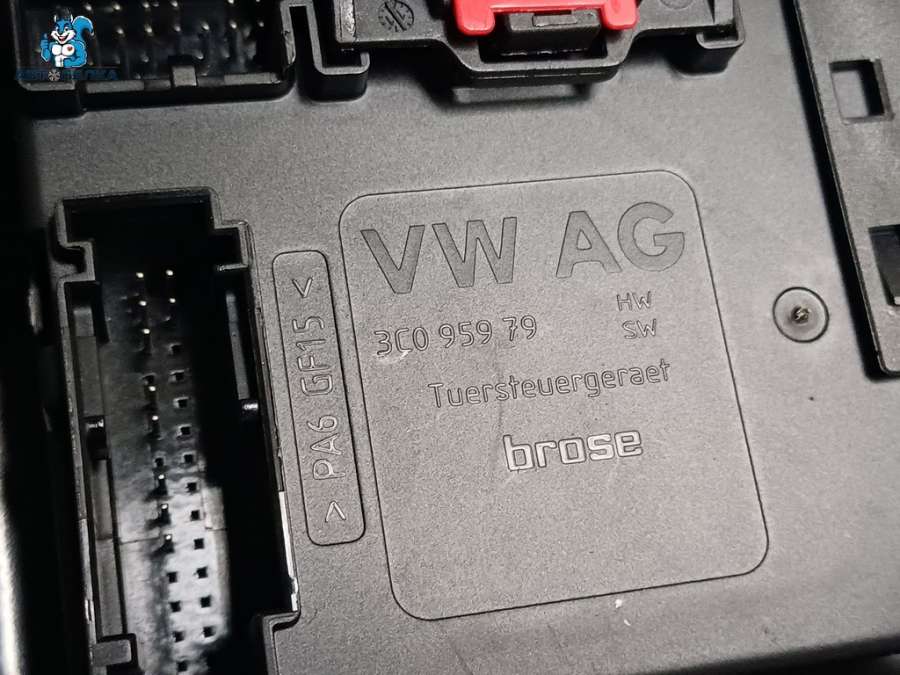 VW AG
3C0 959 79
HW
SW
Tuersteuergeraet
brose
> PA6 GF15 <